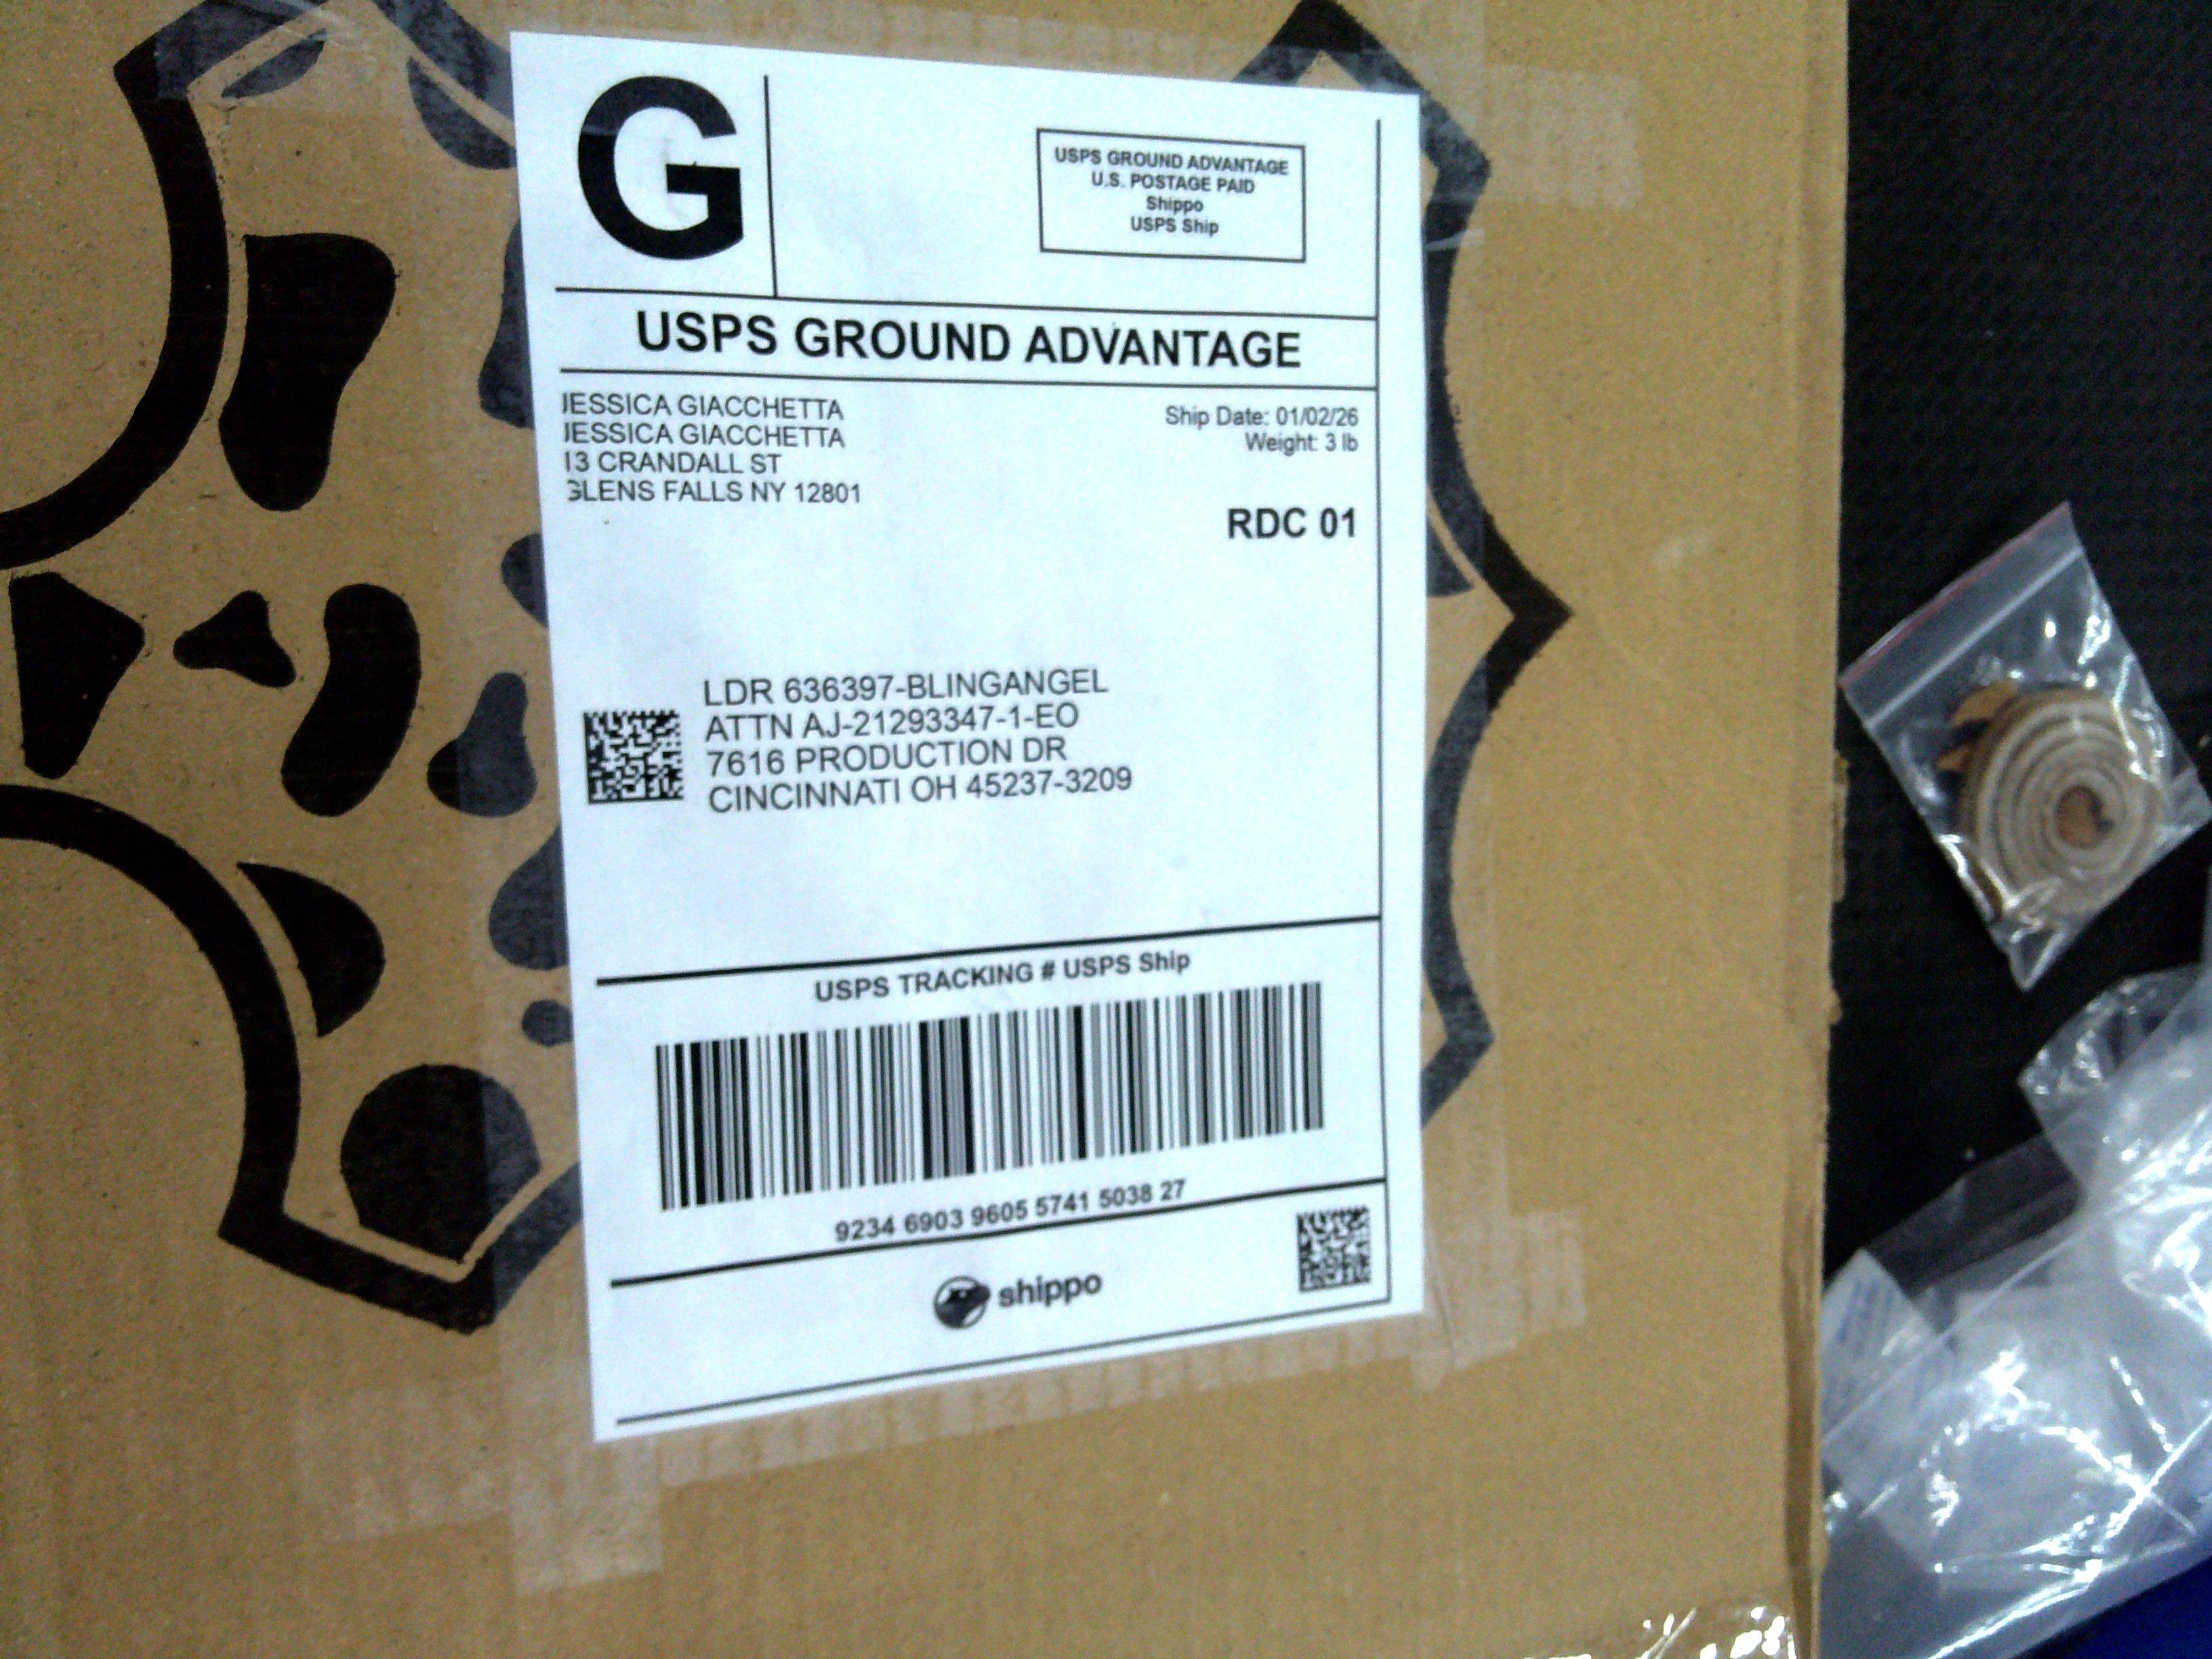 G
USPS GROUND ADVANTAGE
U.S. POSTAGE PAID
Shippo
USPS Ship
USPS GROUND ADVANTAGE
JESSICA GIACCHETTA
JESSICA GIACCHETTA
13 CRANDALL ST
GLENS FALLS NY 12801
Ship Date: 01/02/26
Weight: 3 lb
RDC 01
LDR 636397-BLINGANGEL
ATTN AJ-21293347-1-EO
7616 PRODUCTION DR
CINCINNATI OH 45237-3209
USPS TRACKING # USPS Ship
9234 6903 9605 5741 5038 27
shippo